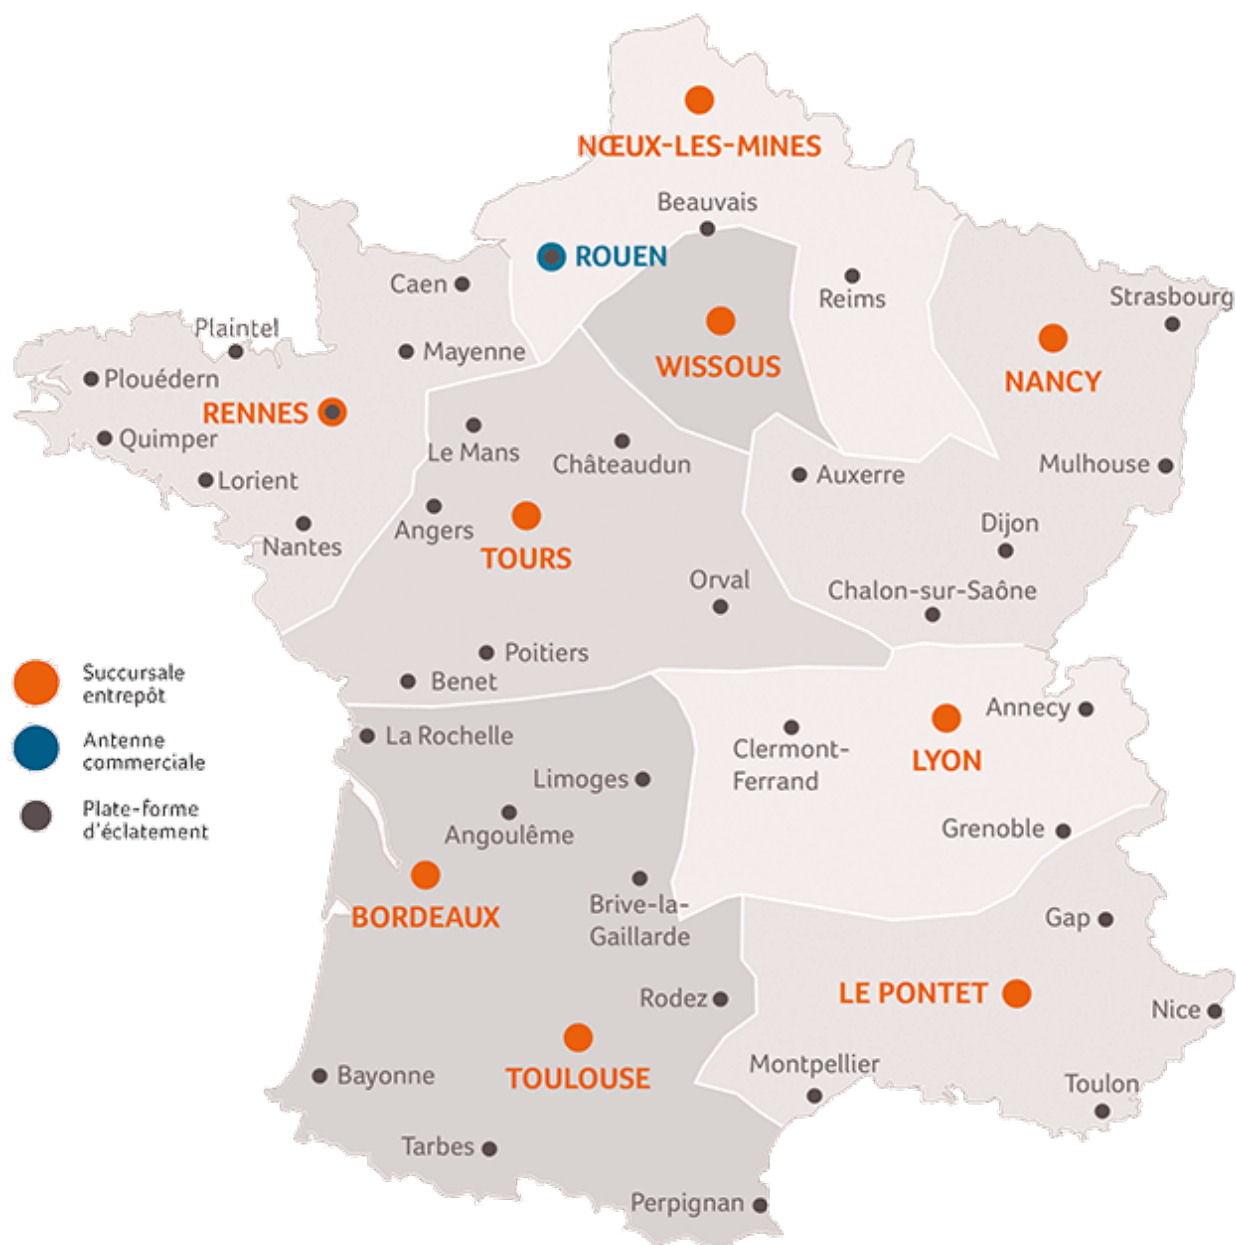 NŒUX-LES-MINES
Beauvais
ROUEN
Caen
Reims
Strasbourg
Plaintel
Mayenne
WISSOUS
NANCY
Plouédern
RENNES
Quimper
Le Mans
Châteaudun
Mulhouse
Auxerre
Lorient
Angers
Dijon
Nantes
TOURS
Orval
Chalon-sur-Saône
Poitiers
Benet
Succursale
entrepôt
Annecy
La Rochelle
Antenne
commerciale
Clermont-
Ferrand
LYON
Limoges
Plate-forme
d'éclatement
Angoulême
Grenoble
BORDEAUX
Brive-la-
Gaillarde
Gap
LE PONTET
Rodez
Nice
Montpellier
Bayonne
TOULOUSE
Toulon
Tarbes
Perpignan